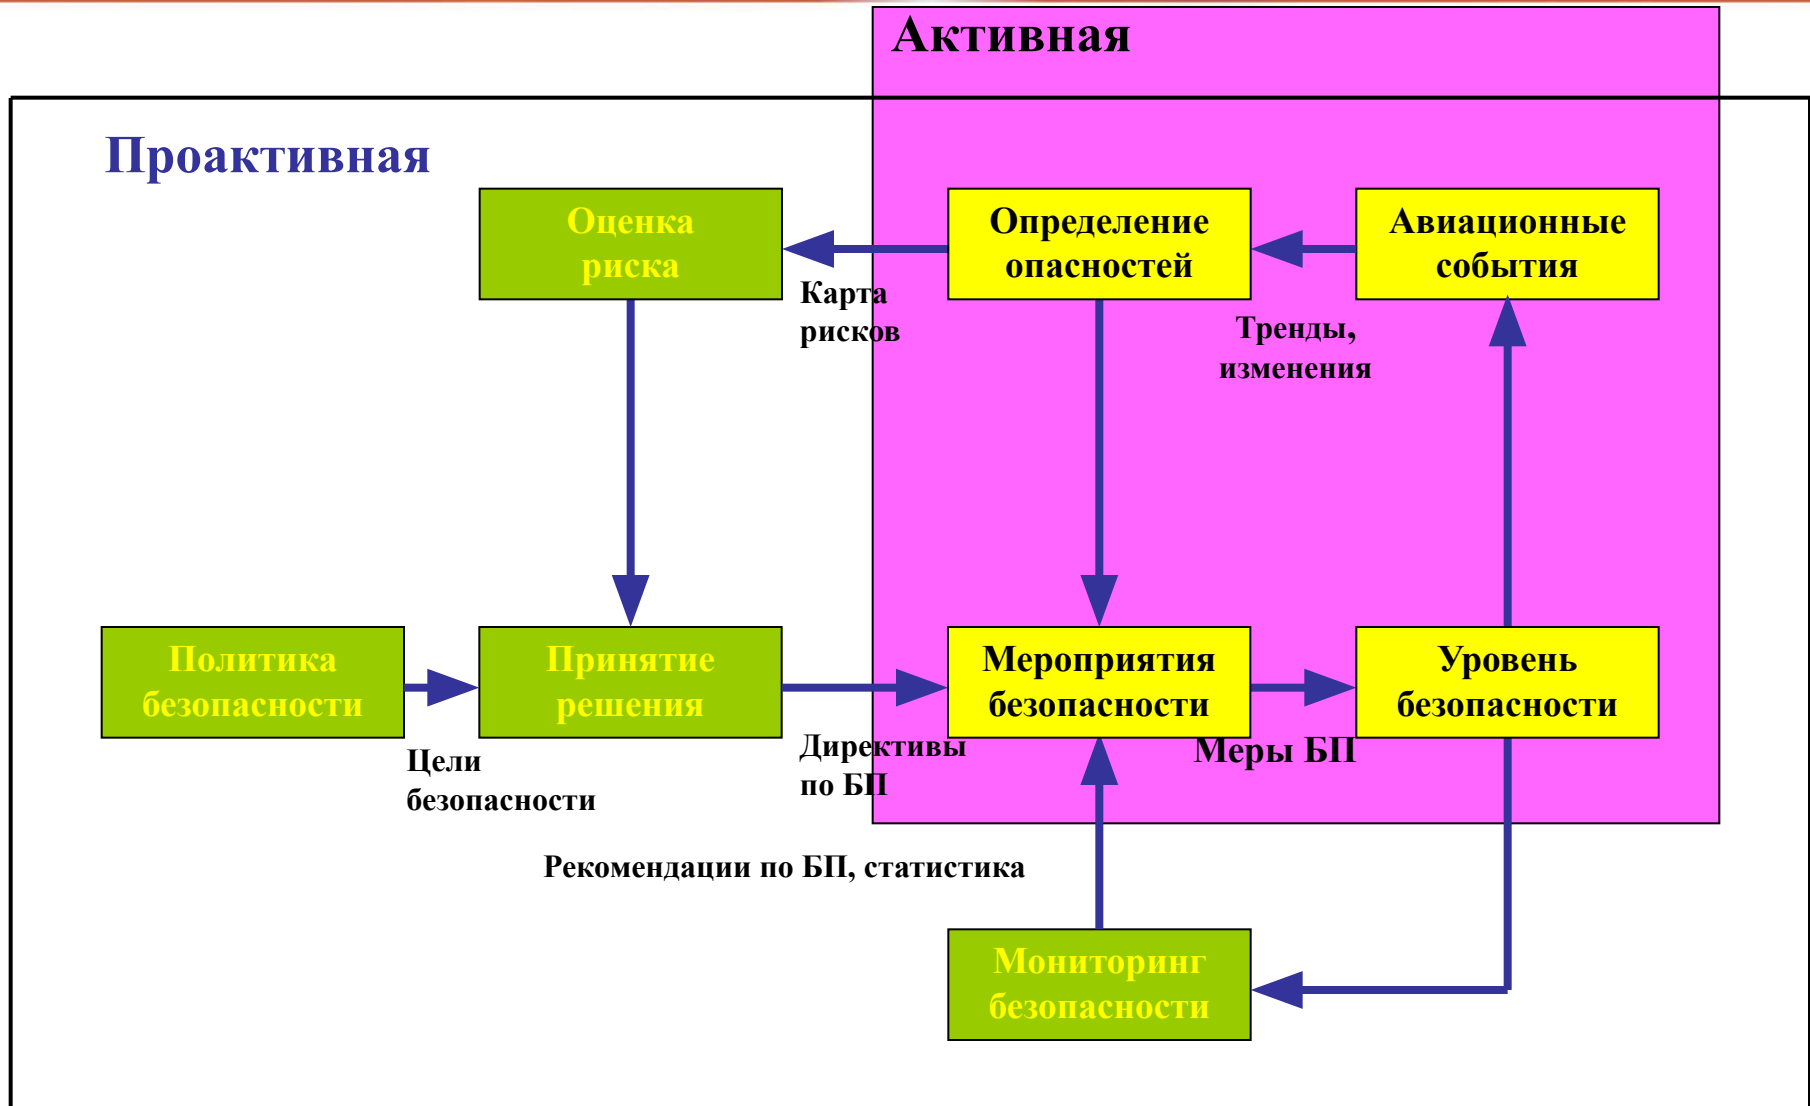 Активная
Проактивная
Оценка
риска
Определение
опасностей
Авиационные
события
Карта
рисков
Тренды,
изменения
Политика
безопасности
Принятие
решения
Мероприятия
безопасности
Уровень
безопасности
Цели
безопасности
Директивы
по БП
Меры БП
Рекомендации по БП, статистика
Мониторинг
безопасности